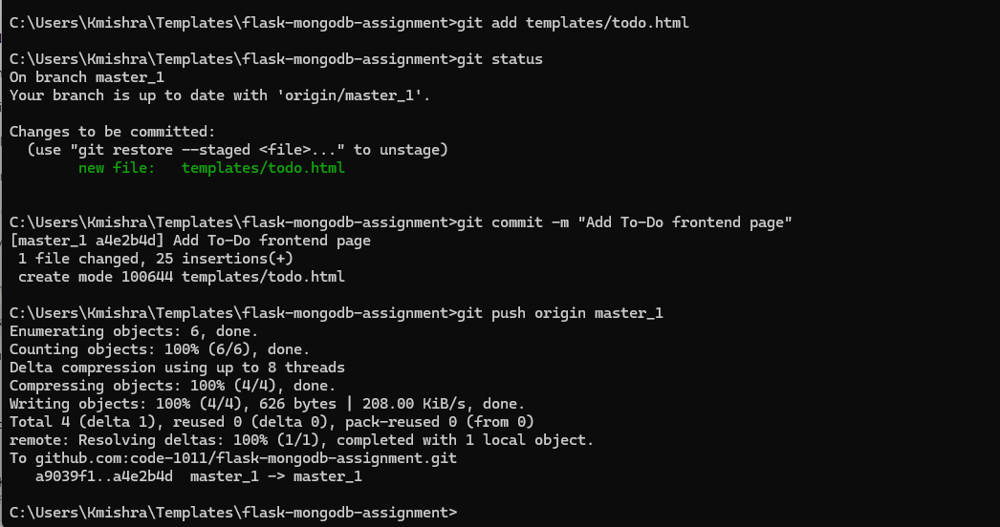 C:\Users\Kmishra\Templates\flask-mongodb-assignment>git add templates/todo.html
C:\Users\Kmishra\Templates\flask-mongodb-assignment>git status
On branch master_1
Your branch is up to date with 'origin/master_1'.
Changes to be committed:
  (use "git restore --staged <file>..." to unstage)
        new file:   templates/todo.html
C:\Users\Kmishra\Templates\flask-mongodb-assignment>git commit -m "Add To-Do frontend page"
[master_1 a4e2b4d] Add To-Do frontend page
 1 file changed, 25 insertions(+)
 create mode 100644 templates/todo.html
C:\Users\Kmishra\Templates\flask-mongodb-assignment>git push origin master_1
Enumerating objects: 6, done.
Counting objects: 100% (6/6), done.
Delta compression using up to 8 threads
Compressing objects: 100% (4/4), done.
Writing objects: 100% (4/4), 626 bytes | 208.00 KiB/s, done.
Total 4 (delta 1), reused 0 (delta 0), pack-reused 0 (from 0)
remote: Resolving deltas: 100% (1/1), completed with 1 local object.
To github.com:code-1011/flask-mongodb-assignment.git
   a9039f1..a4e2b4d  master_1 -> master_1
C:\Users\Kmishra\Templates\flask-mongodb-assignment>